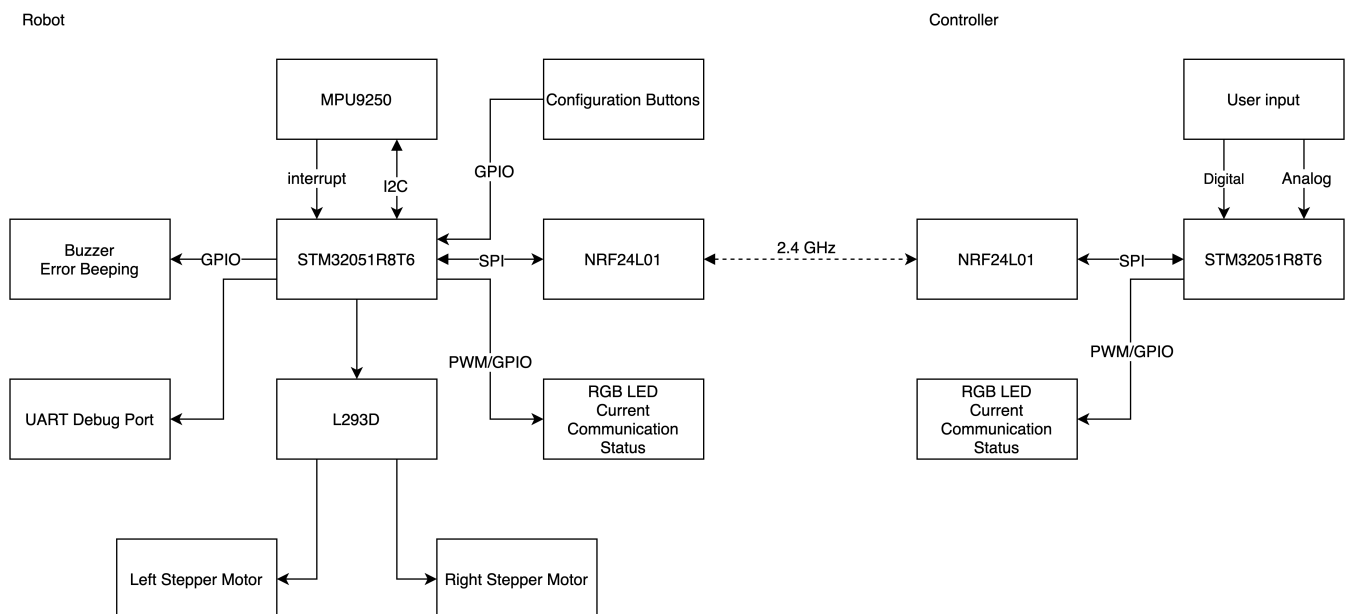 Robot
Controller
MPU9250
Configuration Buttons
User input
interrupt
I2C
GPIO
Digital
Analog
Buzzer
Error Beeping
GPIO
STM32051R8T6
SPI
NRF24L01
2.4 GHz
NRF24L01
SPI
STM32051R8T6
PWM/GPIO
PWM/GPIO
UART Debug Port
L293D
RGB LED
Current
Communication
Status
RGB LED
Current
Communication
Status
Left Stepper Motor
Right Stepper Motor